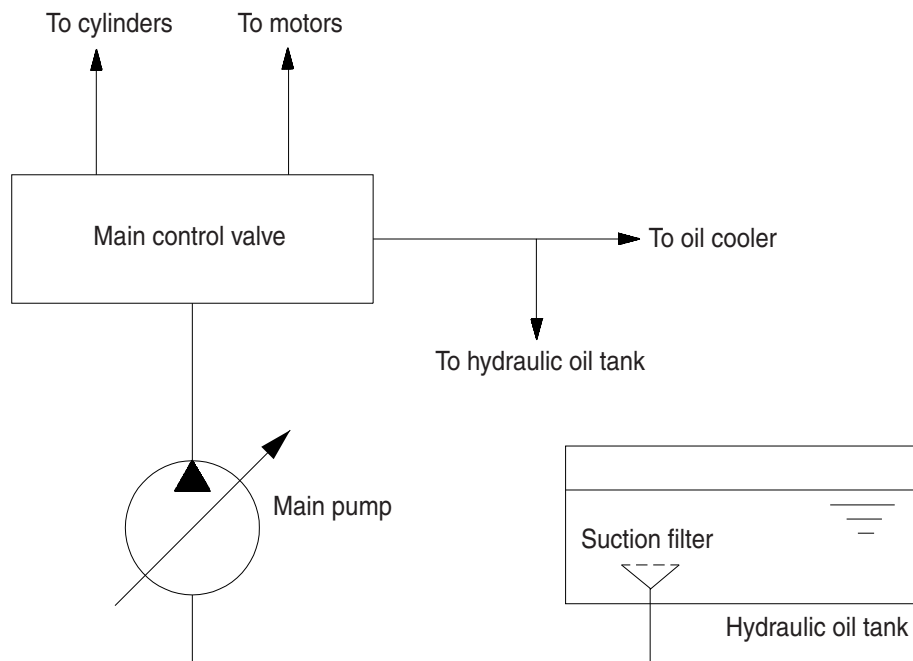 To cylinders
To motors
Main control valve
To oil cooler
To hydraulic oil tank
Main pump
Suction filter
Hydraulic oil tank